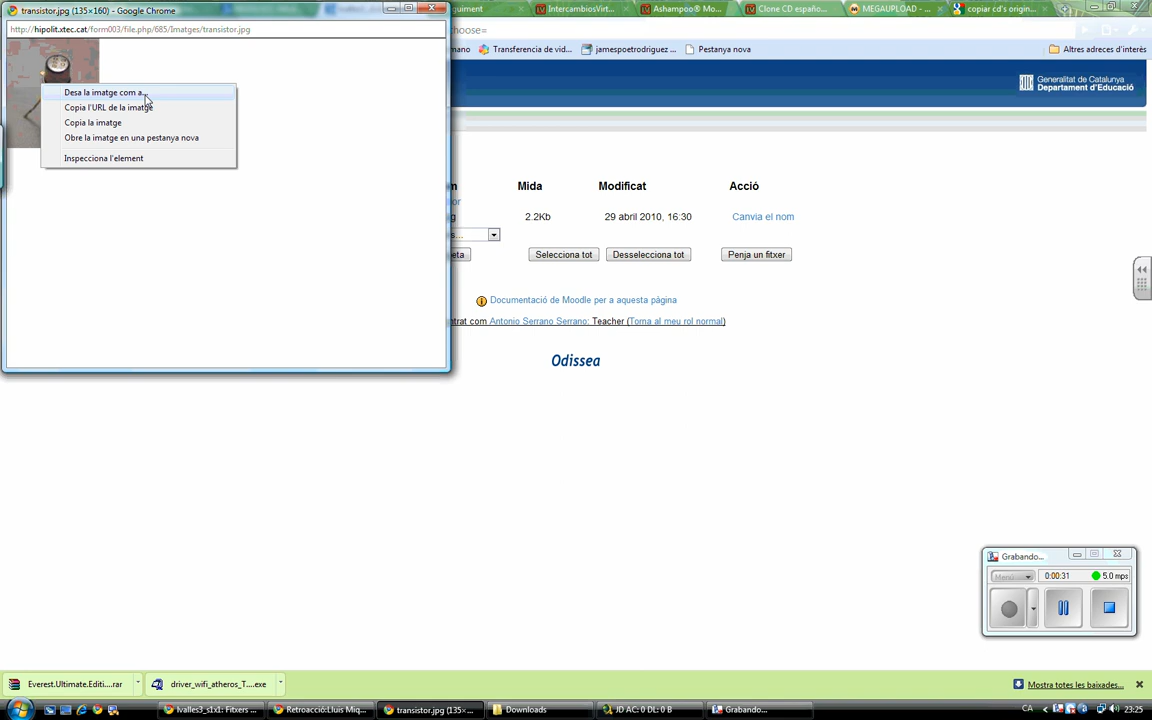 transistor.jpg (135×160) - Google Chrome
guiment
IntercambiosVirt...
Ashampoo® Mo...
Clone CD españo...
MEGAUPLOAD - ...
copiar cd's origin...
http://hipolit.xtec.cat/form003/file.php/685/Imatges/transistor.jpg
hoose=
mano
Transferencia de vid...
jamespoetrodriguez ...
Pestanya nova
Altres adreces d'interès
Generalitat de Catalunya
Departament d'Educació
Desa la imatge com a...
Copia l'URL de la imatge
Copia la imatge
Obre la imatge en una pestanya nova
Inspecciona l'element
m
Mida
Modificat
Acció
or
g
2.2Kb
29 abril 2010, 16:30
Canvia el nom
s...
eta
Selecciona tot
Desselecciona tot
Penja un fitxer
Documentació de Moodle per a aquesta pàgina
ntrat com Antonio Serrano Serrano: Teacher (Torna al meu rol normal)
Odissea
Grabando...
Menú
0:00:31
5.0 mps
Everest.Ultimate.Editi....rar
driver_wifi_atheros_T....exe
Mostra totes les baixades...
lvalles3_s1x1: Fitxers ...
Retroacció:Lluis Miq...
transistor.jpg (135×...
Downloads
JD AC: 0 DL: 0 B
Grabando...
CA
23:25